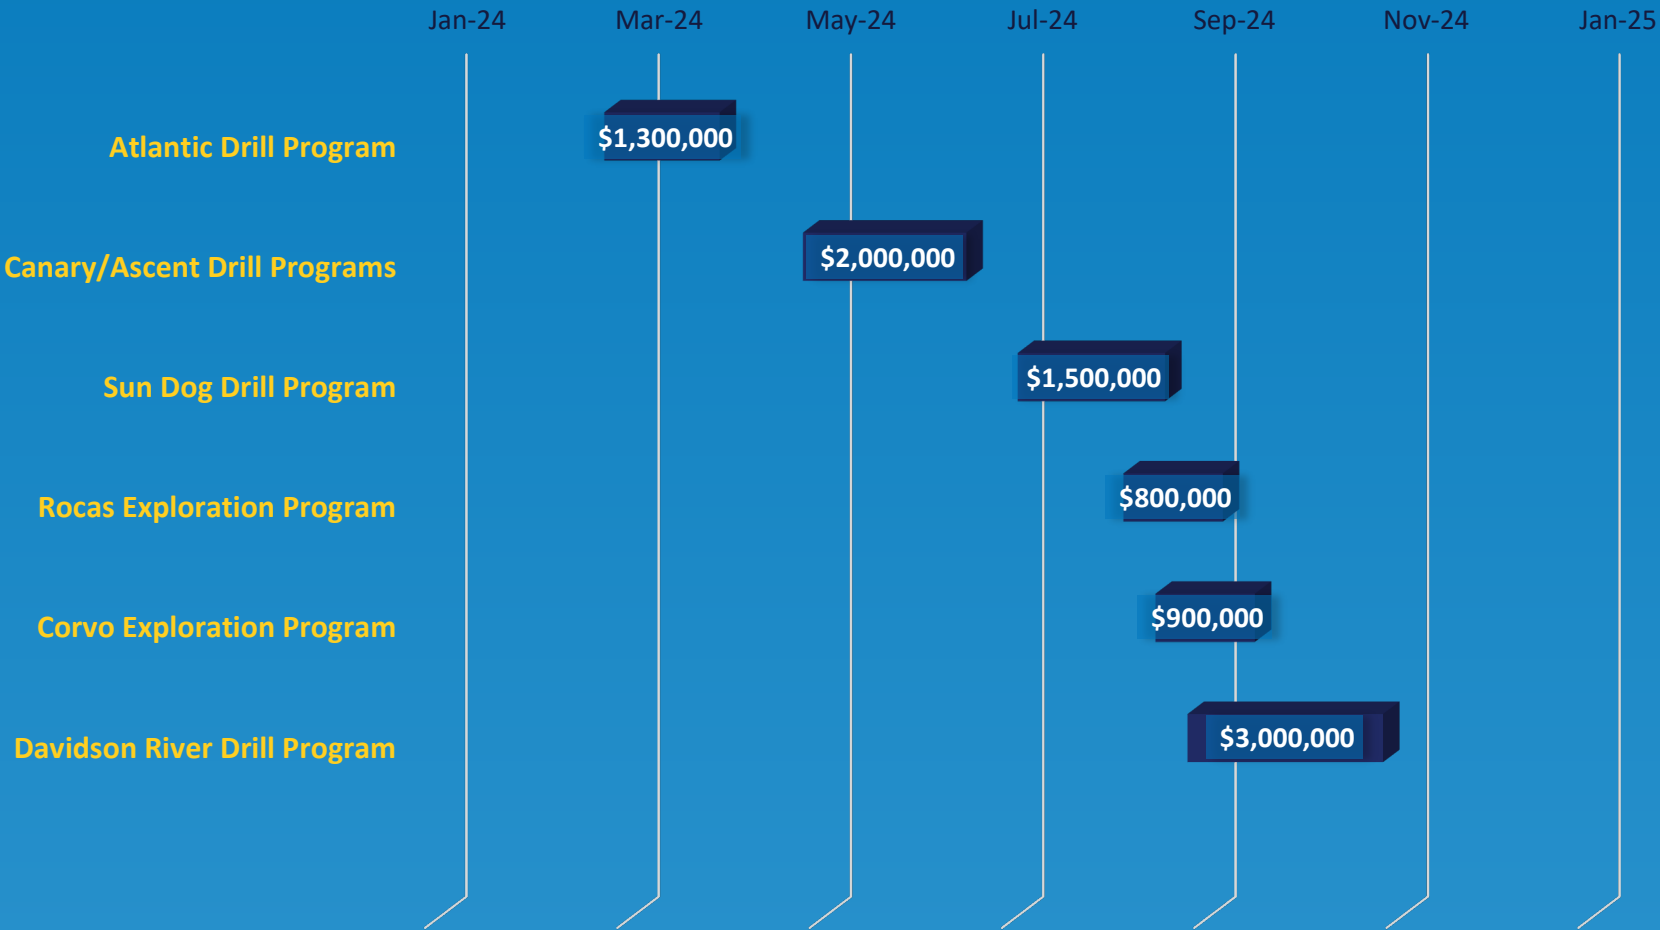 Jan-24 Mar-24 May-24 Jul-24 Sep-24 Nov-24 Jan-25
Atlantic Drill Program $1,300,000
Canary/Ascent Drill Programs $2,000,000
Sun Dog Drill Program $1,500,000
Rocas Exploration Program $800,000
Corvo Exploration Program $900,000
Davidson River Drill Program $3,000,000